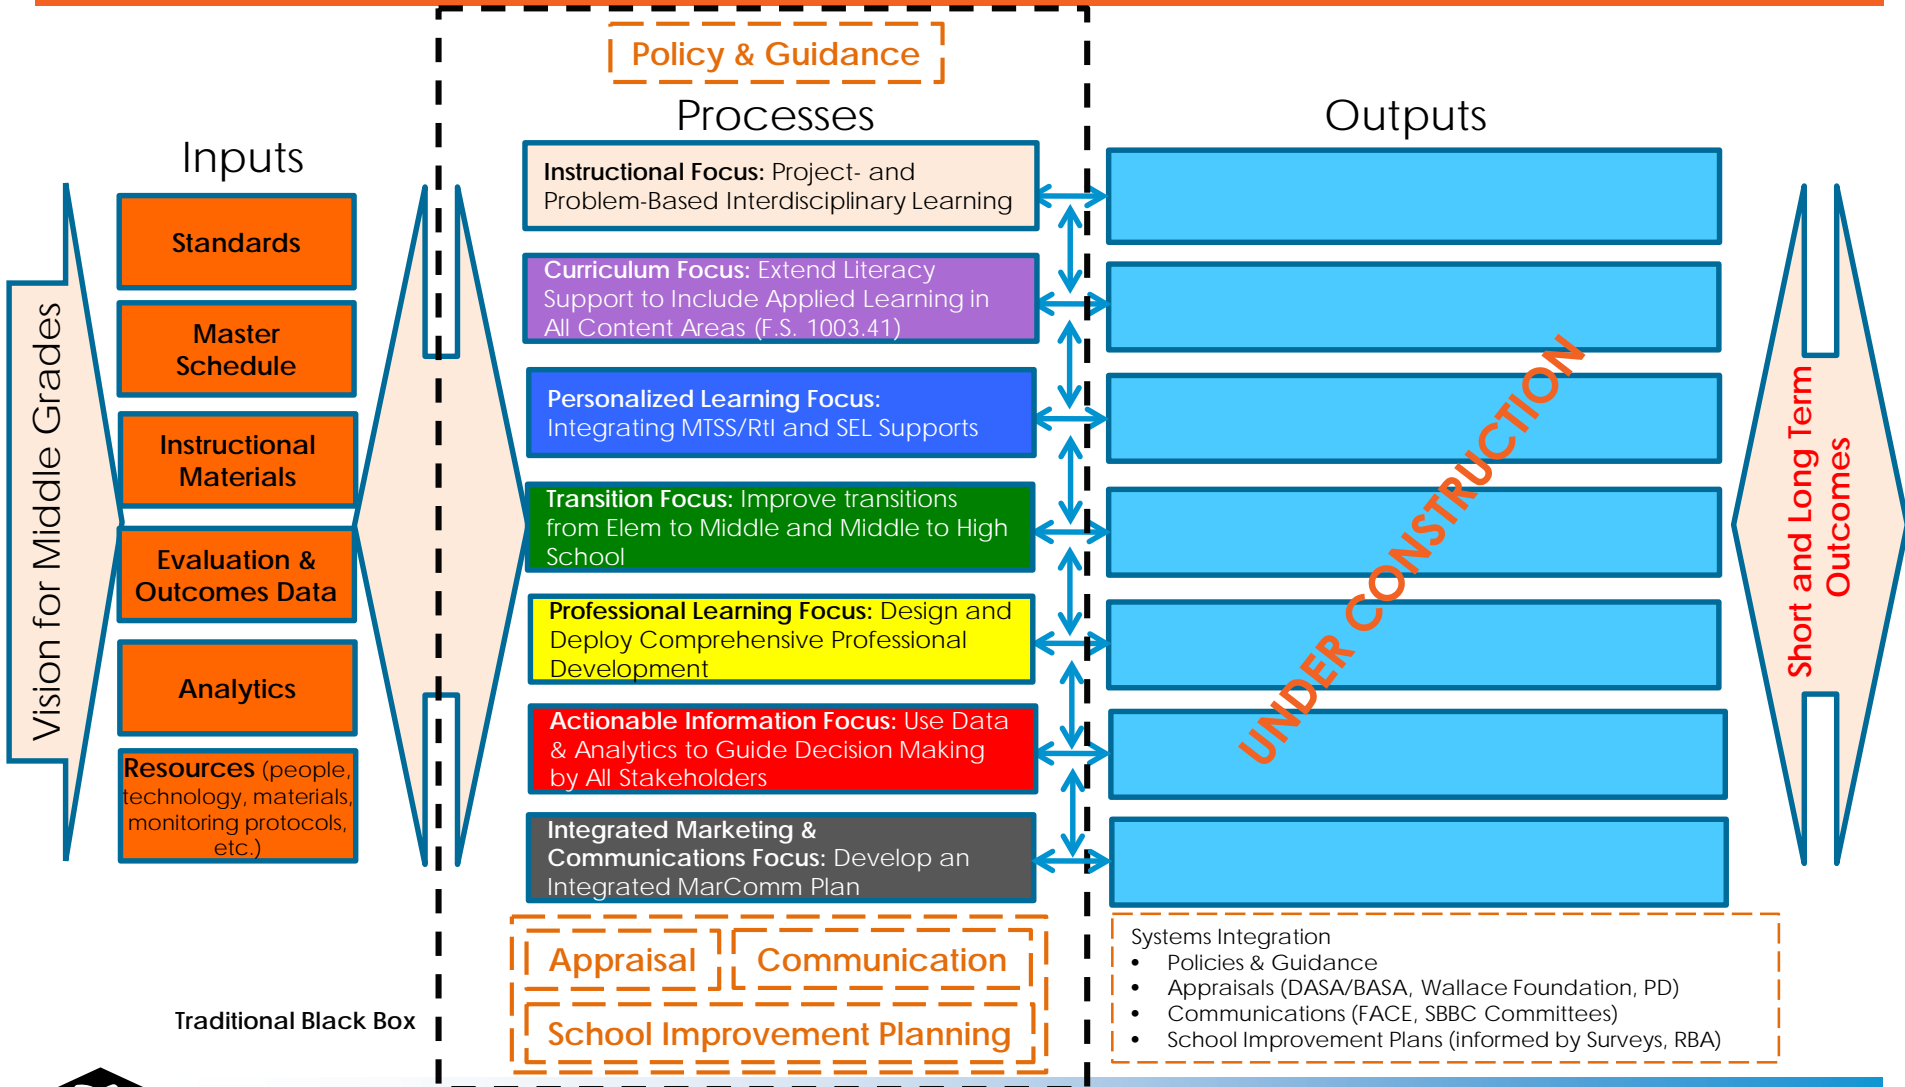 Policy & Guidance
Processes
Outputs
Inputs
Vision for Middle Grades
Standards
Master
Schedule
Instructional
Materials
Evaluation &
Outcomes Data
Analytics
Resources (people,
technology, materials,
monitoring protocols,
etc.)
Instructional Focus: Project- and
Problem-Based Interdisciplinary Learning
Curriculum Focus: Extend Literacy
Support to Include Applied Learning in
All Content Areas (F.S. 1003.41)
Personalized Learning Focus:
Integrating MTSS/RtI and SEL Supports
Transition Focus: Improve transitions
from Elem to Middle and Middle to High
School
Professional Learning Focus: Design and
Deploy Comprehensive Professional
Development
Actionable Information Focus: Use Data
& Analytics to Guide Decision Making
by All Stakeholders
Integrated Marketing &
Communications Focus: Develop an
Integrated MarComm Plan
UNDER CONSTRUCTION
Short and Long Term
Outcomes
Appraisal
Communication
School Improvement Planning
Traditional Black Box
Systems Integration
• Policies & Guidance
• Appraisals (DASA/BASA, Wallace Foundation, PD)
• Communications (FACE, SBBC Committees)
• School Improvement Plans (informed by Surveys, RBA)